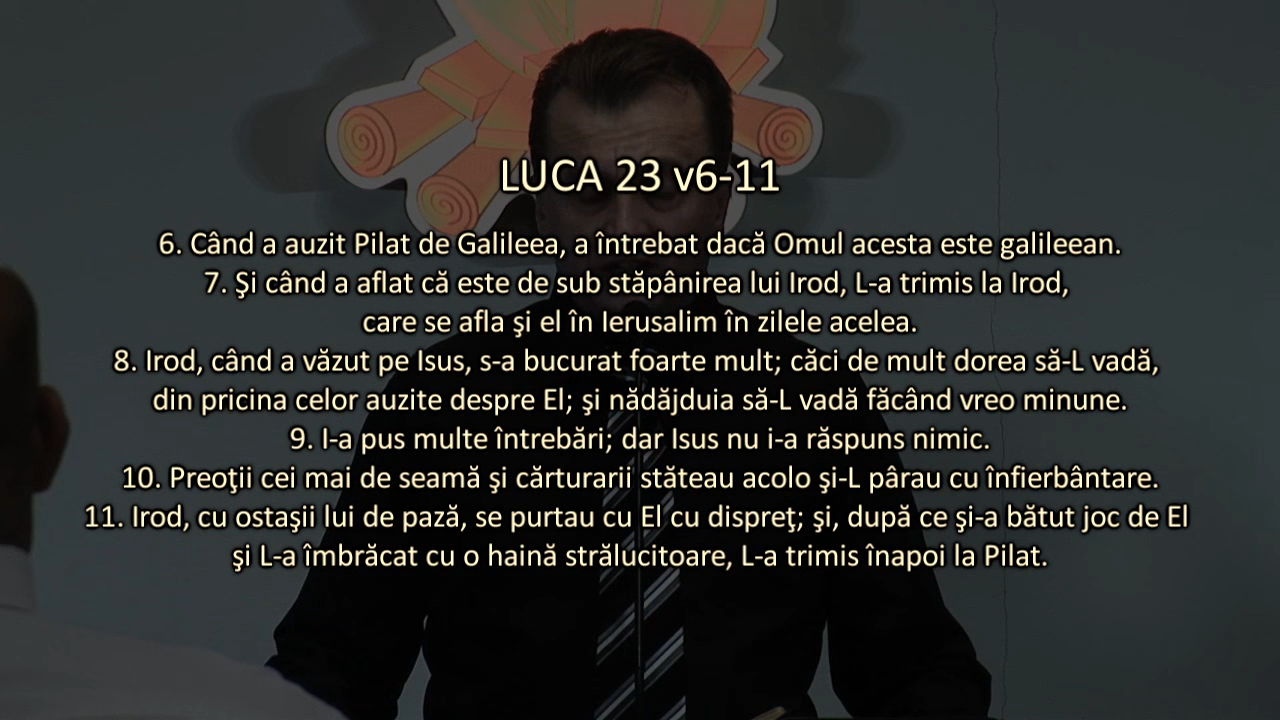 LUCA 23 v6-11
6. Când a auzit Pilat de Galileea, a întrebat dacă Omul acesta este galileean.
7. Şi când a aflat că este de sub stăpânirea lui Irod, L-a trimis la Irod,
care se afla şi el în Ierusalim în zilele acelea.
8. Irod, când a văzut pe Isus, s-a bucurat foarte mult; căci de mult dorea să-L vadă,
din pricina celor auzite despre El; şi nădăjduia să-L vadă făcând vreo minune.
9. I-a pus multe întrebări; dar Isus nu i-a răspuns nimic.
10. Preoţii cei mai de seamă şi cărturarii stăteau acolo şi-L pârau cu înfierbântare.
11. Irod, cu ostaşii lui de pază, se purtau cu El cu dispreţ; şi, după ce şi-a bătut joc de El
şi L-a îmbrăcat cu o haină strălucitoare, L-a trimis înapoi la Pilat.